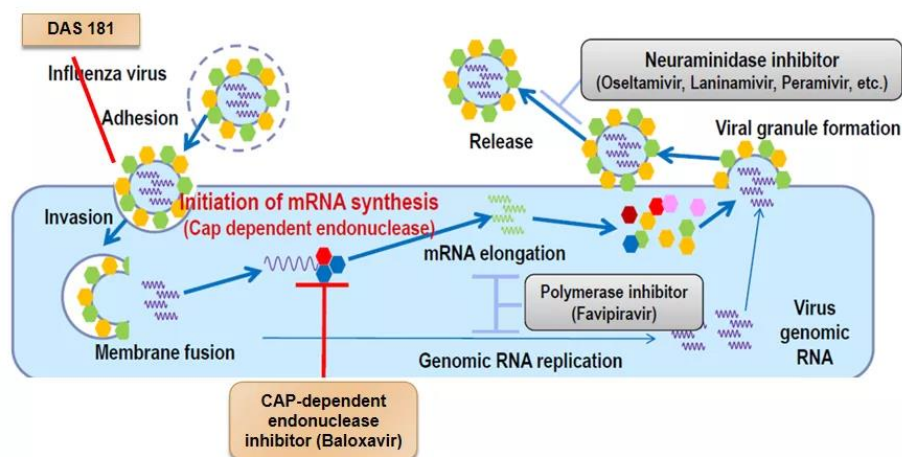 DAS 181
Influenza virus
Adhesion
Invasion
Membrane fusion
Initiation of mRNA synthesis
(Cap dependent endonuclease)
mRNA elongation
Genomic RNA replication
CAP-dependent
endonuclease
inhibitor (Baloxavir)
Polymerase inhibitor
(Favipiravir)
Virus
genomic
RNA
Viral granule formation
Release
Neuraminidase inhibitor
(Oseltamivir, Laninamivir, Peramivir, etc.)